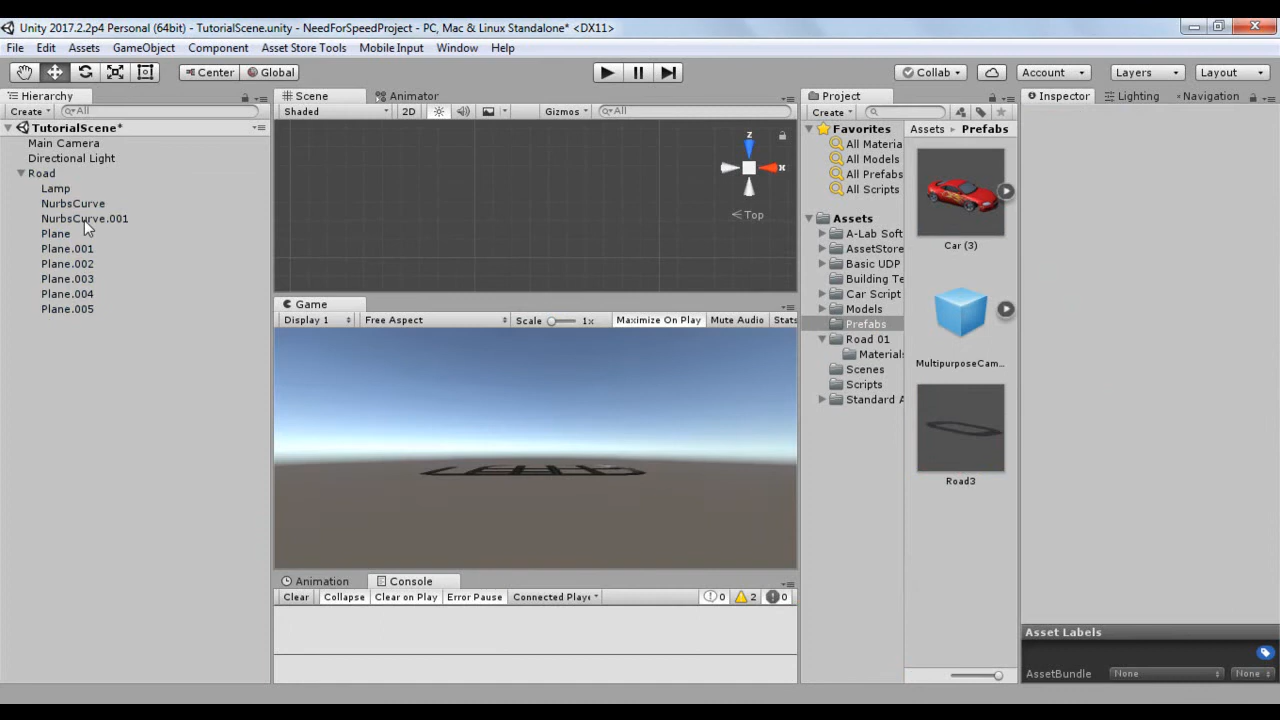 Unity 2017.2.2p4 Personal (64bit) - TutorialScene.unity - NeedForSpeedProject - PC, Mac & Linux Standalone* <DX11>
File Edit Assets GameObject Component Asset Store Tools Mobile Input Window Help
Center Global Collab Account Layers Layout
Hierarchy
Create All
TutorialScene*
Main Camera
Directional Light
Road
Lamp
NurbsCurve
NurbsCurve.001
Plane
Plane.001
Plane.002
Plane.003
Plane.004
Plane.005
Scene Animator
Shaded 2D Gizmos All
z
x
Top
Game
Display 1 Free Aspect Scale 1x Maximize On Play Mute Audio Stats
Animation Console
Clear Collapse Clear on Play Error Pause Connected Playe 0 2 0
Project
Create
Favorites
All Materia
All Models
All Prefabs
All Scripts
Assets
A-Lab Soft
AssetStore
Basic UDP
Building Te
Car Script
Models
Prefabs
Road 01
Materials
Scenes
Scripts
Standard A
Assets Prefabs
Car (3)
MultipurposeCam...
Road3
Inspector Lighting Navigation
Asset Labels
AssetBundle None None